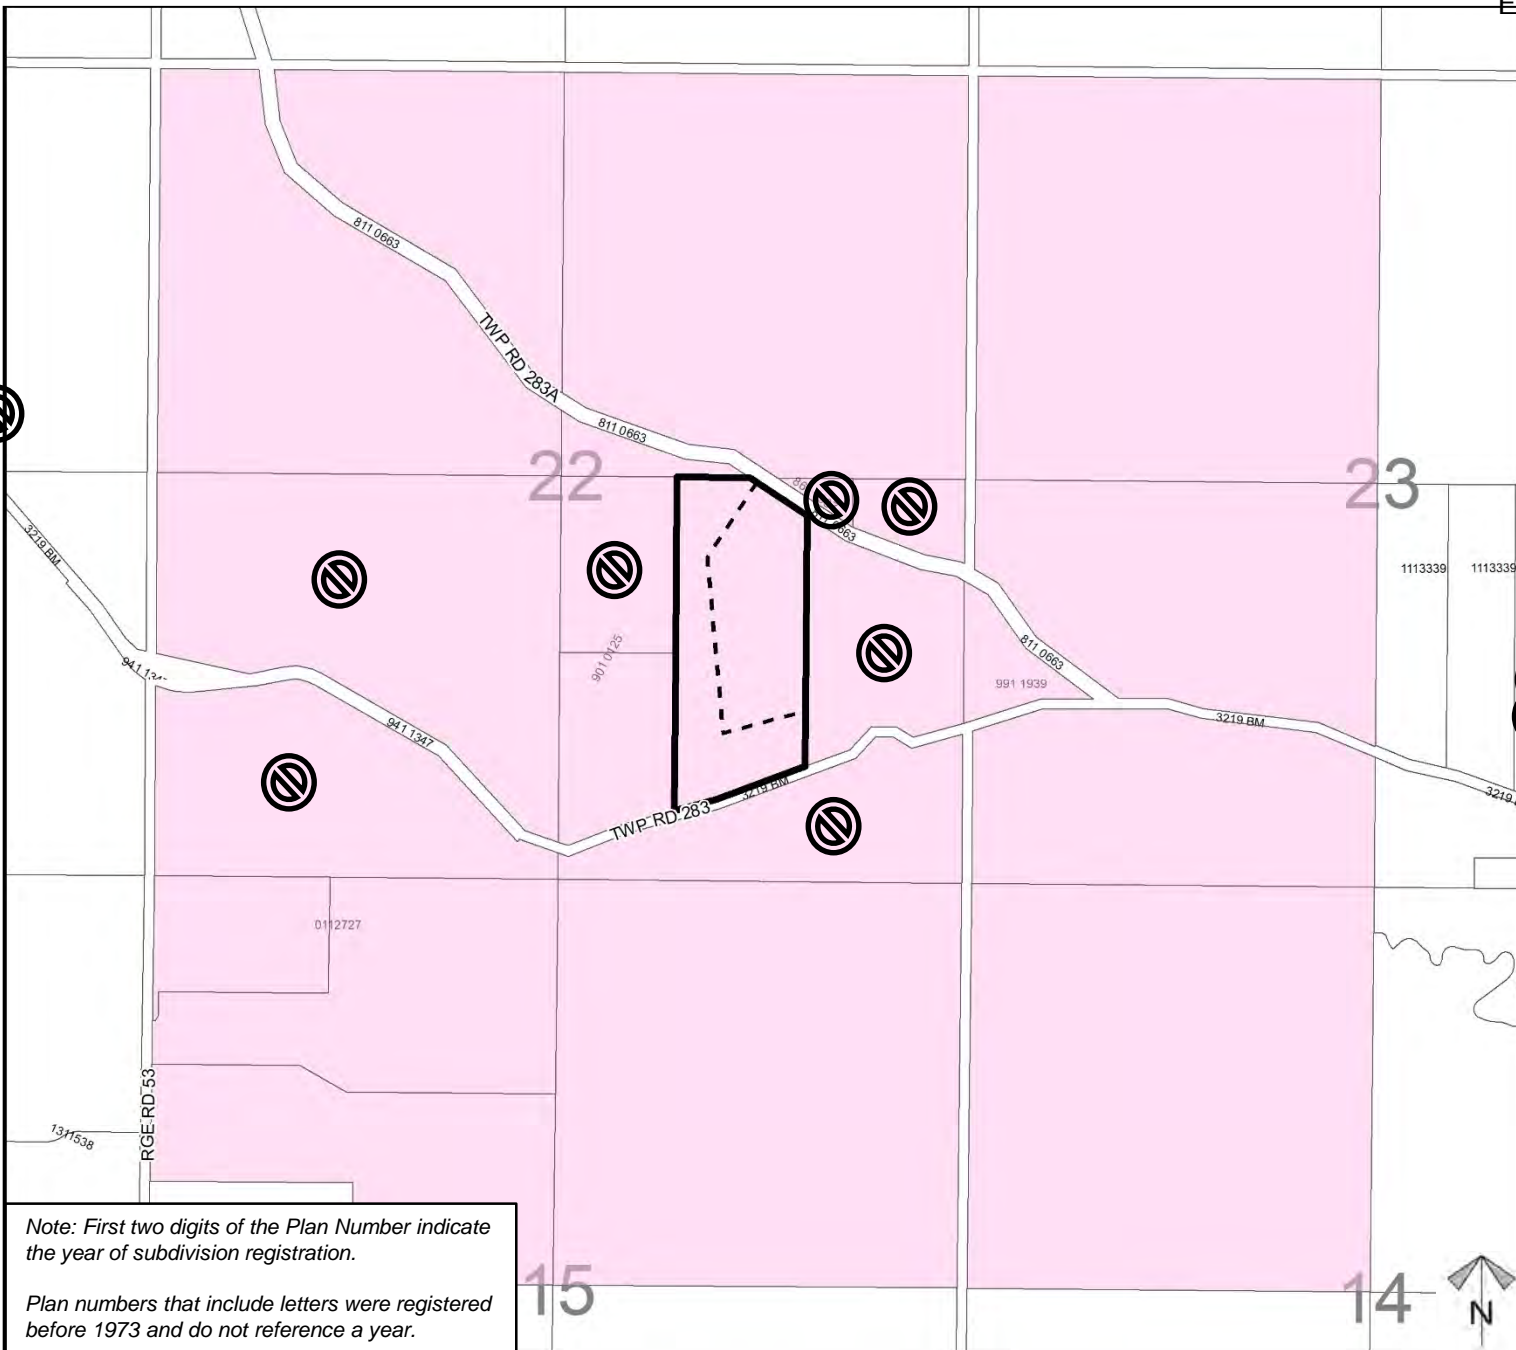 811 0663
TWP RD 283A
811 0663
22
23
3219 BM
1113339
1113339
901 0125
811 0663
941 1347
991 1939
3219 BM
3219 BM
TWP RD 283
0112727
RGE RD 53
1311538
Note: First two digits of the Plan Number indicate
the year of subdivision registration.
Plan numbers that include letters were registered
before 1973 and do not reference a year.
15
14
N